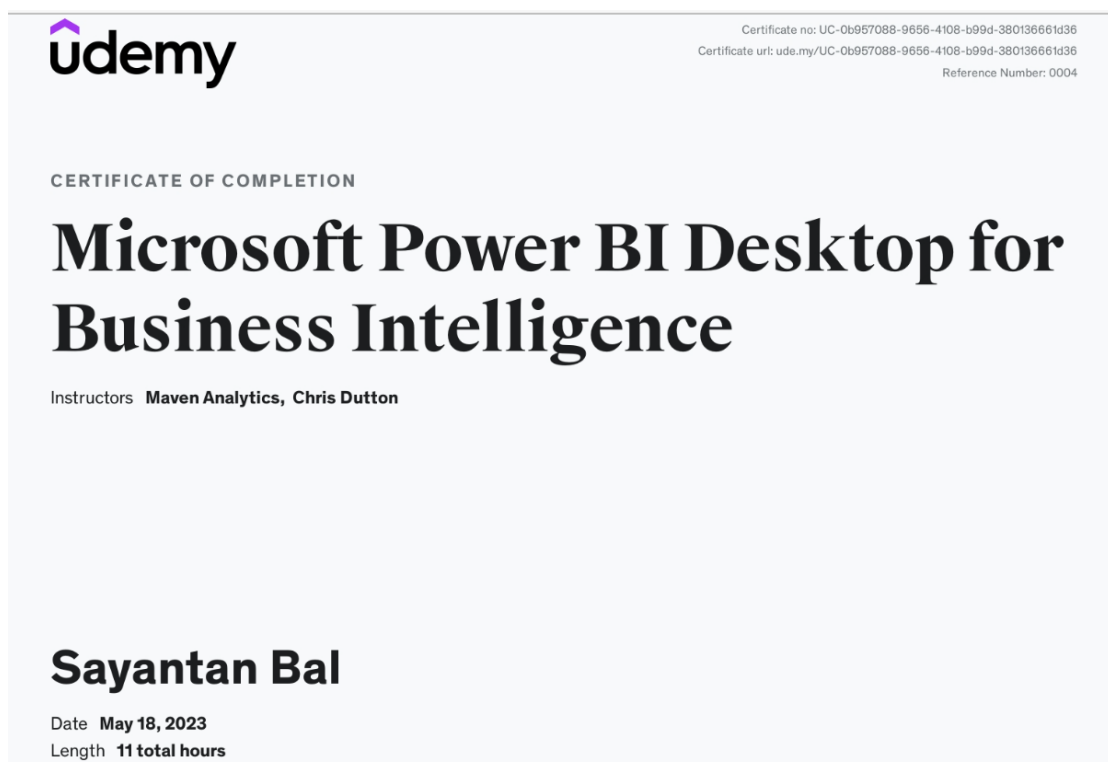 udemy
Certificate no: UC-0b957088-9656-4108-b99d-380136661d36
Certificate url: ude.my/UC-0b957088-9656-4108-b99d-380136661d36
Reference Number: 0004
CERTIFICATE OF COMPLETION
Microsoft Power BI Desktop for
Business Intelligence
Instructors Maven Analytics, Chris Dutton
Sayantan Bal
Date May 18, 2023
Length 11 total hours